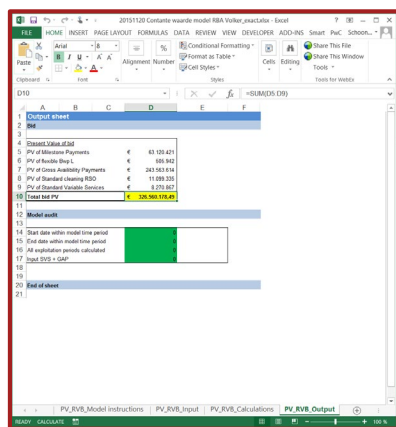 20151120 Contante waarde model RBA Volker_exact.xlsx - Excel
FILE HOME INSERT PAGE LAYOUT FORMULAS DATA REVIEW VIEW DEVELOPER ADD-INS Smart PwC Schoon...
Paste
Arial 8
B I U A A
Alignment
Number
Conditional Formatting
Format as Table
Cell Styles
Cells
Editing
Share This File
Share This Window
Tools
Clipboard Font Styles Tools for WebEx
D10 fx =SUM(D5:D9)
A B C D E F
1 Output sheet
2 Bid
3
4 Present Value of bid
5 PV of Milestone Payments € 63.120.421
6 PV of flexible Bwp L €
7 PV of Gross Availiblity Payments € 243.563.614
8 PV of Standard cleaning RSO € 11.099.335
9 PV of Standard Variable Services € 8.270.867
10 Total bid PV € 326.560.178,49
11
12 Model audit
13
14 Start date within model time period
15 End date within model time period
16 All exploitation periods calculated
17 Input SVS + GAP
18
19
20 End of sheet
21
PV_RVB_Model instructions PV_RVB_Input PV_RVB_Calculations PV_RVB_Output
READY CALCULATE 100 %